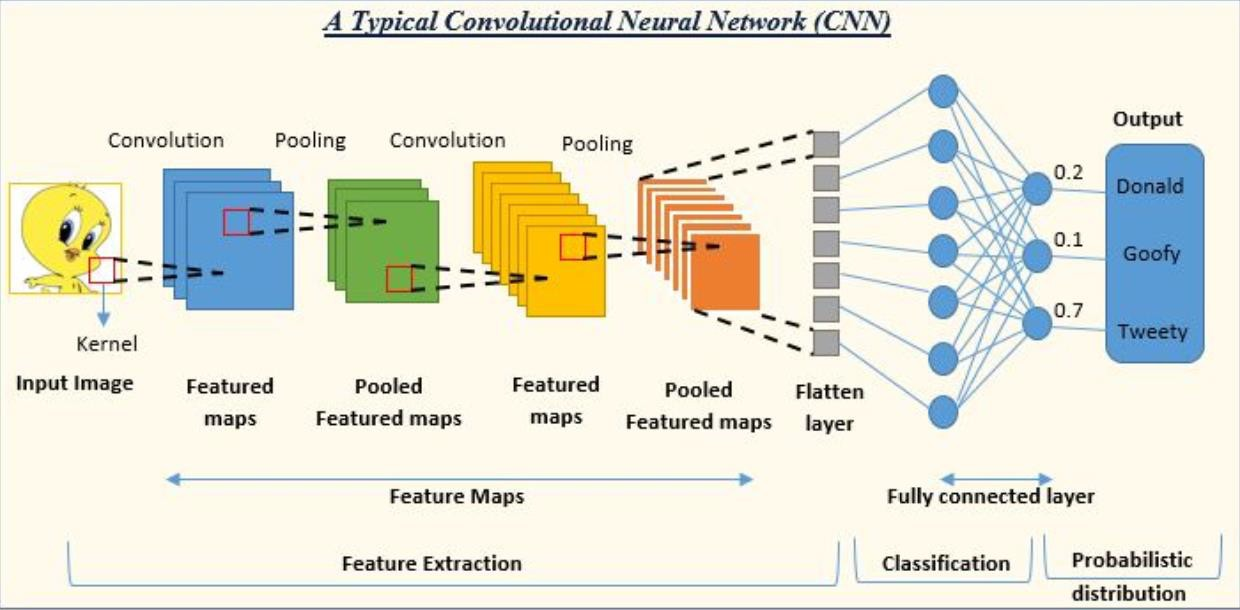 A Typical Convolutional Neural Network (CNN)
Convolution
Pooling
Convolution
Pooling
Output
0.2
Donald
0.1
Goofy
0.7
Tweety
Kernel
Input Image
Featured
maps
Pooled
Featured maps
Featured
maps
Pooled
Featured maps
Flatten
layer
Feature Maps
Fully connected layer
Feature Extraction
Classification
Probabilistic
distribution